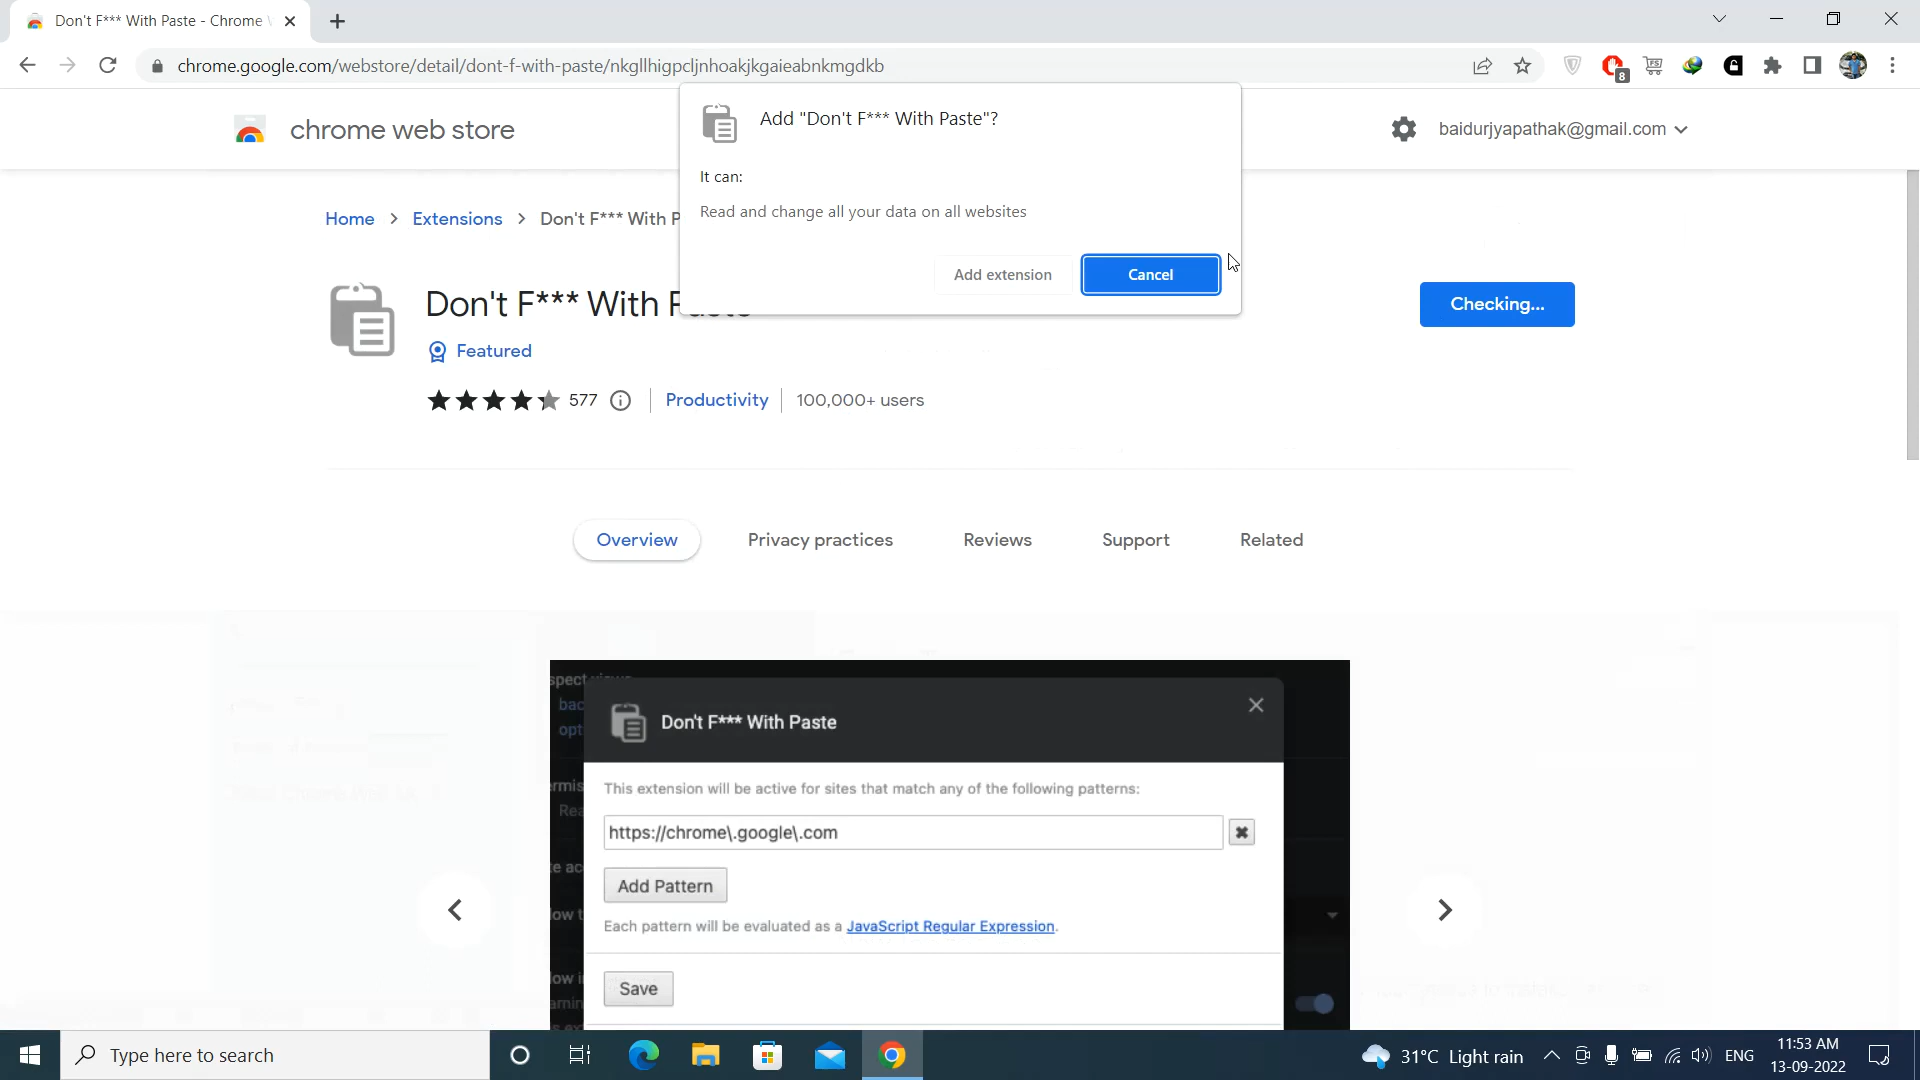 Don't F*** With Paste - Chrome
chrome.google.com/webstore/detail/dont-f-with-paste/nkgllhigpcljnhoakjkgaieabnkmgdkb
8
chrome web store
baidurjyapathak@gmail.com
Add "Don't F*** With Paste"?
It can:
Read and change all your data on all websites
Add extension
Cancel
Home > Extensions > Don't F*** With P
Don't F*** With Paste
Checking...
Featured
577
Productivity
100,000+ users
Overview
Privacy practices
Reviews
Support
Related
Don't F*** With Paste
This extension will be active for sites that match any of the following patterns:
https://chrome\.google\.com
Add Pattern
Each pattern will be evaluated as a JavaScript Regular Expression.
Save
Type here to search
31°C Light rain
ENG
11:53 AM
13-09-2022